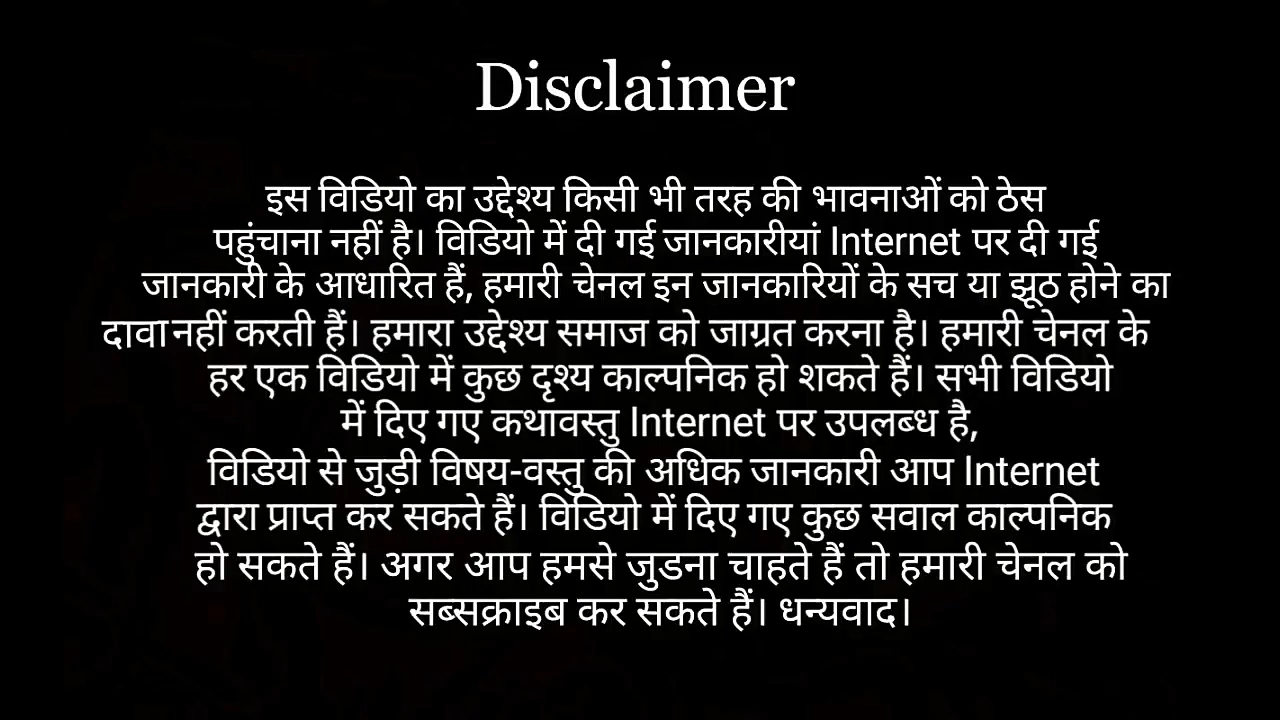 Disclaimer
इस विडियो का उद्देश्य किसी भी तरह की भावनाओं को ठेस
पहुंचाना नहीं है। विडियो में दी गई जानकारीयां Internet पर दी गई
जानकारी के आधारित हैं, हमारी चेनल इन जानकारियों के सच या झूठ होने का
दावा नहीं करती हैं। हमारा उद्देश्य समाज को जाग्रत करना है। हमारी चेनल के
हर एक विडियो में कुछ दृश्य काल्पनिक हो शकते हैं। सभी विडियो
में दिए गए कथावस्तु Internet पर उपलब्ध है,
विडियो से जुड़ी विषय-वस्तु की अधिक जानकारी आप Internet
द्वारा प्राप्त कर सकते हैं। विडियो में दिए गए कुछ सवाल काल्पनिक
हो सकते हैं। अगर आप हमसे जुडना चाहते हैं तो हमारी चेनल को
सब्सक्राइब कर सकते हैं। धन्यवाद।